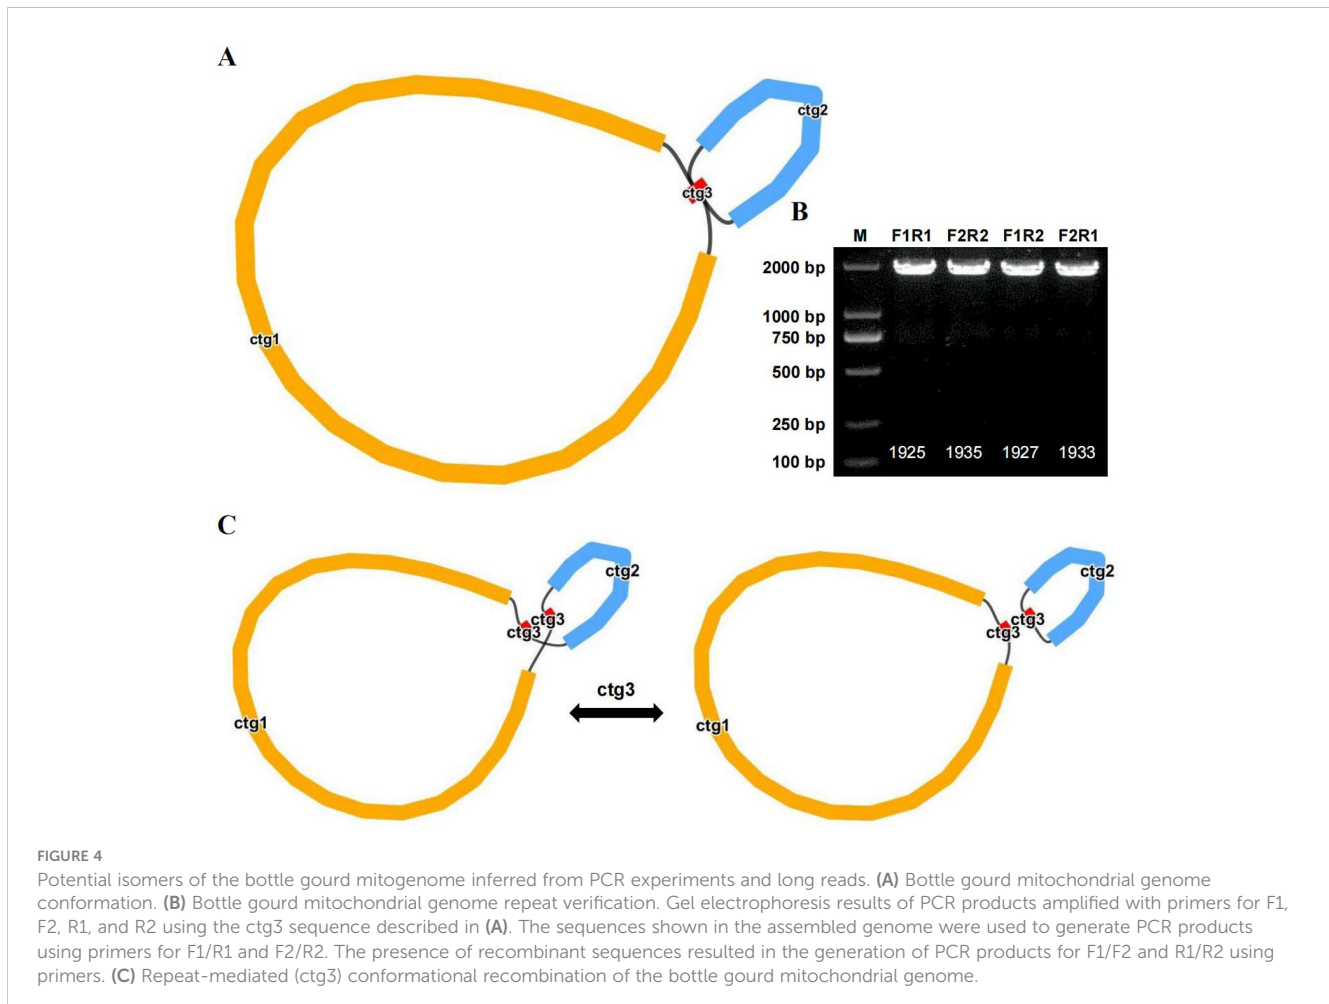 A
ctg2
ctg3
ctg1
B
M F1R1 F2R2 F1R2 F2R1
2000 bp
1000 bp
750 bp
500 bp
250 bp
100 bp
1925 1935 1927 1933
C
ctg2
ctg3
ctg3
ctg1
ctg3
ctg2
ctg3
ctg3
ctg1
FIGURE 4
Potential isomers of the bottle gourd mitogenome inferred from PCR experiments and long reads. (A) Bottle gourd mitochondrial genome
conformation. (B) Bottle gourd mitochondrial genome repeat verification. Gel electrophoresis results of PCR products amplified with primers for F1,
F2, R1, and R2 using the ctg3 sequence described in (A). The sequences shown in the assembled genome were used to generate PCR products
using primers for F1/R1 and F2/R2. The presence of recombinant sequences resulted in the generation of PCR products for F1/F2 and R1/R2 using
primers. (C) Repeat-mediated (ctg3) conformational recombination of the bottle gourd mitochondrial genome.